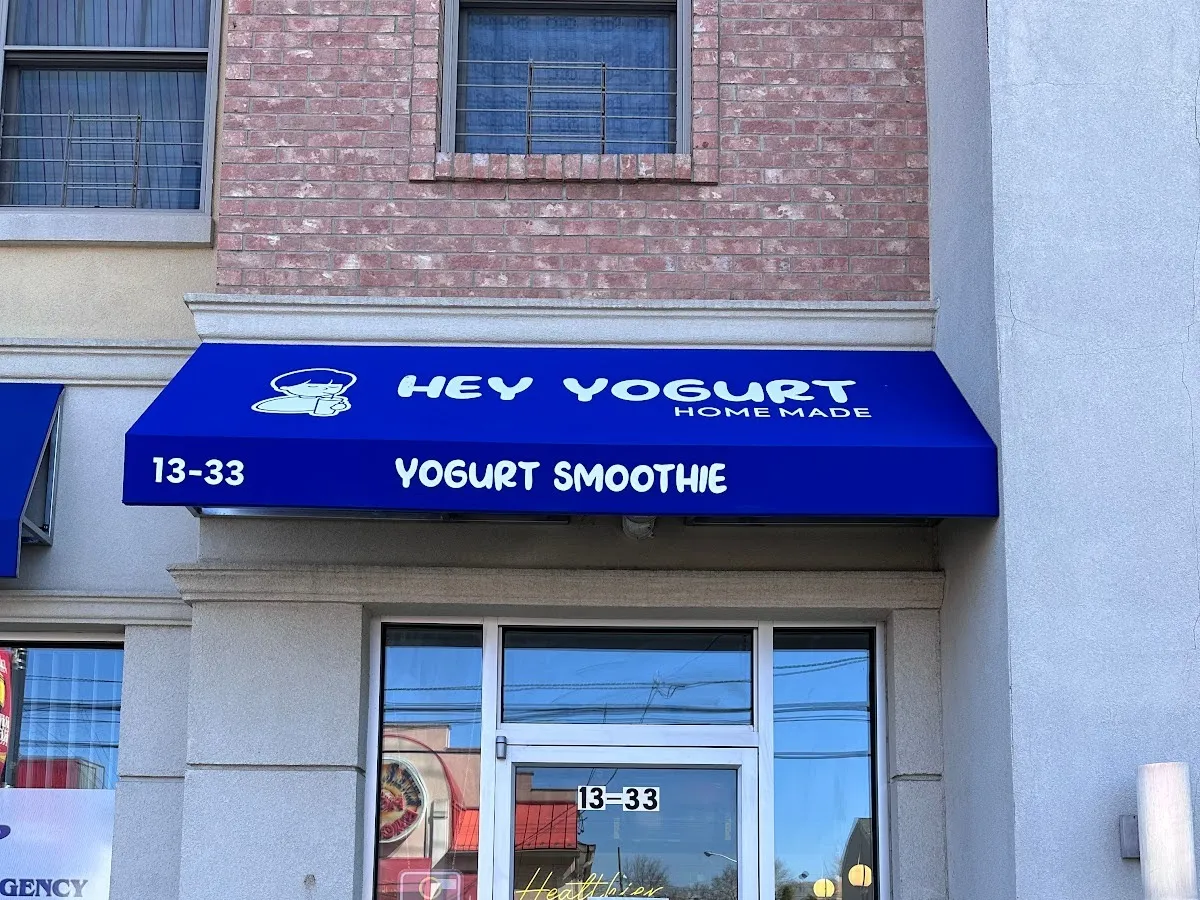 HEY YOGURT
HOME MADE
13-33
YOGURT SMOOTHIE
13-33
Healthier
GENCY